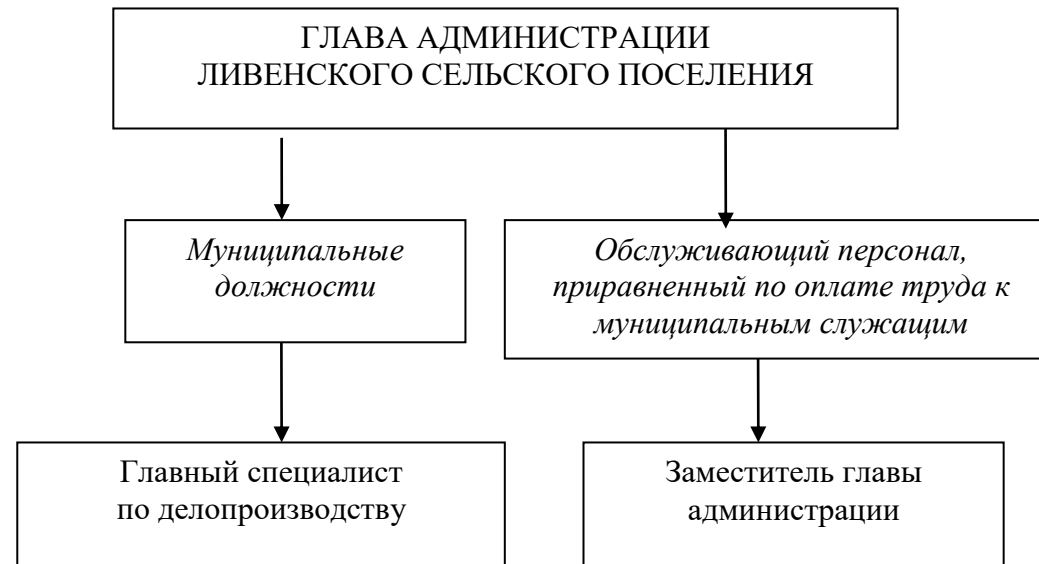 ГЛАВА АДМИНИСТРАЦИИ
ЛИВЕНСКОГО СЕЛЬСКОГО ПОСЕЛЕНИЯ
Муниципальные
должности
Обслуживающий персонал,
приравненный по оплате труда к
муниципальным служащим
Главный специалист
по делопроизводству
Заместитель главы
администрации